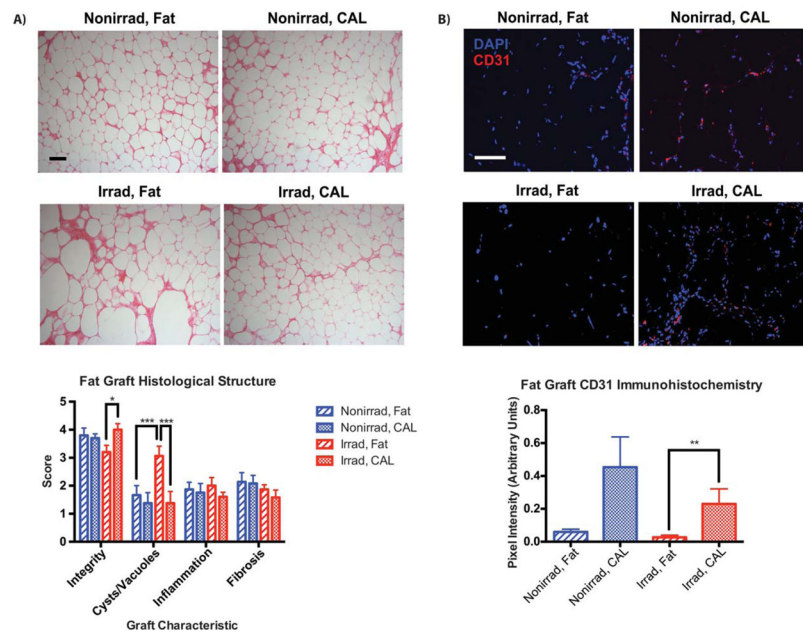 A)
Nonirrad, Fat
Nonirrad, CAL
Irrad, Fat
Irrad, CAL
Fat Graft Histological Structure
Score
5
4
3
2
1
0
*
***
***
Integrity
Cysts/Vacuoles
Inflammation
Fibrosis
Graft Characteristic
Nonirrad, Fat
Nonirrad, CAL
Irrad, Fat
Irrad, CAL
B)
Nonirrad, Fat
Nonirrad, CAL
DAPI
CD31
Irrad, Fat
Irrad, CAL
Fat Graft CD31 Immunohistochemistry
Pixel Intensity (Arbitrary Units)
0.8
0.6
0.4
0.2
0.0
**
Nonirrad, Fat
Nonirrad, CAL
Irrad, Fat
Irrad, CAL